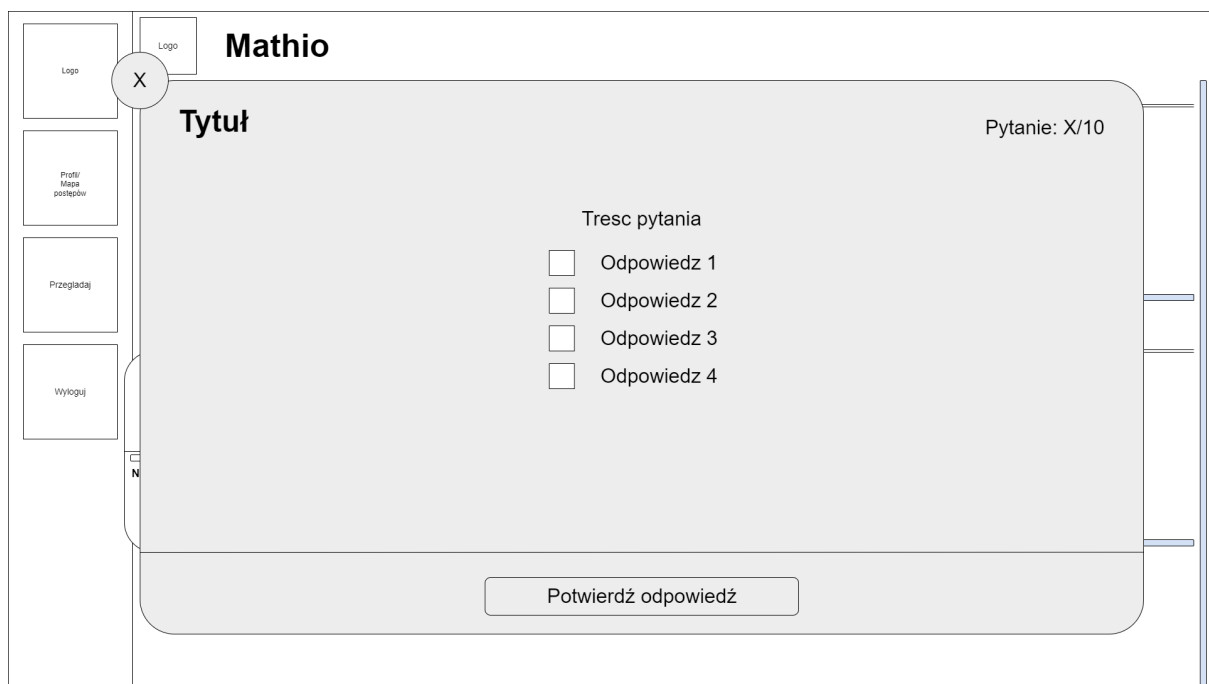 Logo
Profil/
Mapa
postępów
Przegladaj
Wyloguj
Logo
Mathio
X
Tytuł
Pytanie: X/10
Tresc pytania
Odpowiedz 1
Odpowiedz 2
Odpowiedz 3
Odpowiedz 4
N
Potwierdź odpowiedź